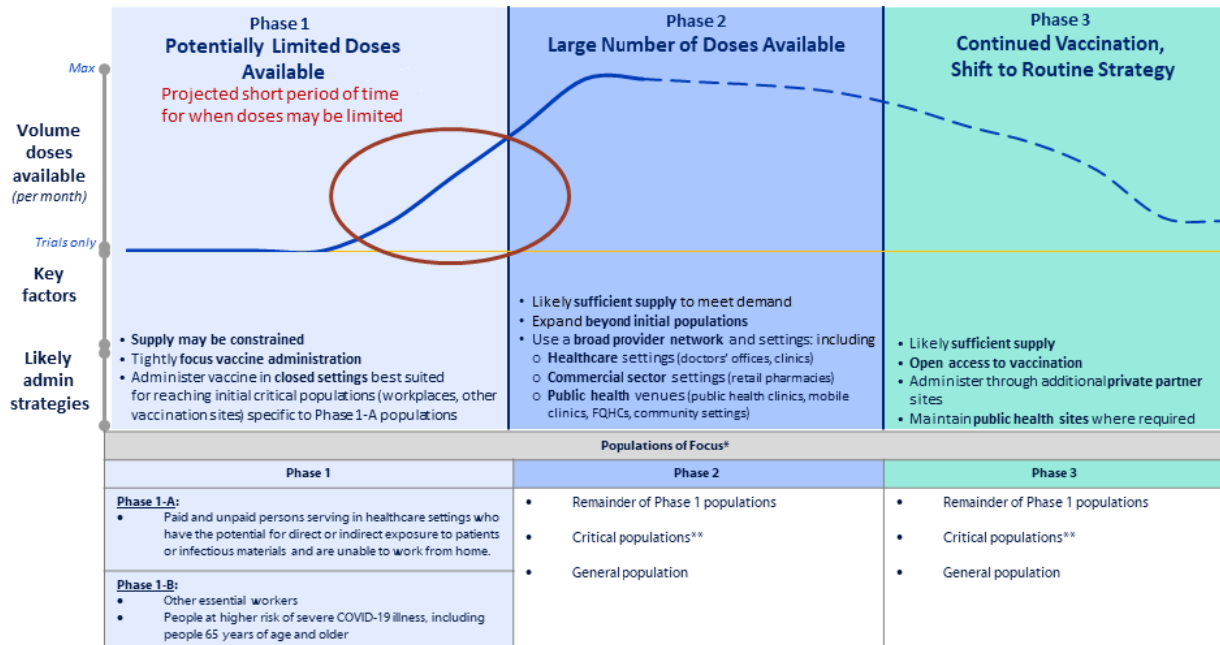 Phase 1
Potentially Limited Doses
Available
Projected short period of time
for when doses may be limited
Phase 2
Large Number of Doses Available
Phase 3
Continued Vaccination,
Shift to Routine Strategy
Max
Volume
doses
available
(per month)
Trials only
Key
factors
Likely
admin
strategies
• Supply may be constrained
• Tightly focus vaccine administration
• Administer vaccine in closed settings best suited
for reaching initial critical populations (workplaces, other
vaccination sites) specific to Phase 1-A populations
• Likely sufficient supply to meet demand
• Expand beyond initial populations
• Use a broad provider network and settings: including
o Healthcare settings (doctors' offices, clinics)
o Commercial sector settings (retail pharmacies)
o Public health venues (public health clinics, mobile
clinics, FQHCs, community settings)
• Likely sufficient supply
• Open access to vaccination
• Administer through additional private partner
sites
• Maintain public health sites where required
Populations of Focus*
Phase 1
Phase 2
Phase 3
Phase 1-A:
• Paid and unpaid persons serving in healthcare settings who
have the potential for direct or indirect exposure to patients
or infectious materials and are unable to work from home.
Phase 1-B:
• Other essential workers
• People at higher risk of severe COVID-19 illness, including
people 65 years of age and older
• Remainder of Phase 1 populations
• Critical populations**
• General population
• Remainder of Phase 1 populations
• Critical populations**
• General population